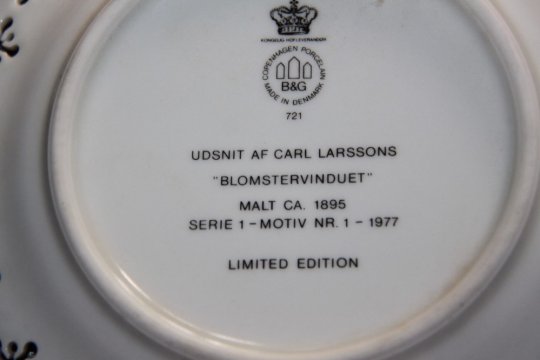 KONGELIG HOFLEVERANDØR
COPENHAGEN PORCELAIN
B&G
MADE IN DENMARK
721
UDSNIT AF CARL LARSSONS
"BLOMSTERVINDUET"
MALT CA. 1895
SERIE 1 – MOTIV NR. 1 – 1977
LIMITED EDITION